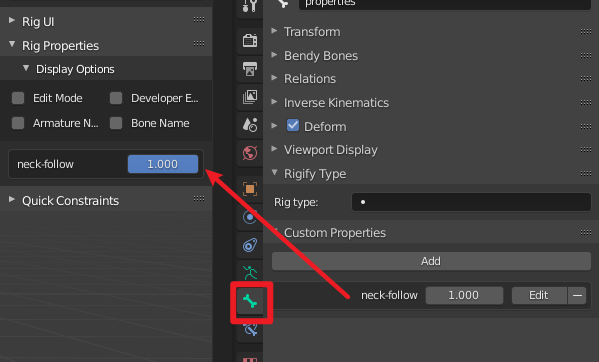 Rig UI
Rig Properties
Display Options
Edit Mode
Developer E...
Armature N...
Bone Name
neck-follow
1.000
Quick Constraints
properties
Transform
Bendy Bones
Relations
Inverse Kinematics
Deform
Viewport Display
Rigify Type
Rig type:
Custom Properties
Add
neck-follow
1.000
Edit